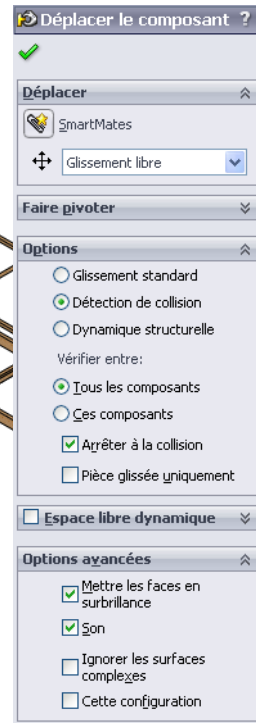 Déplacer le composant ?
Déplacer
SmartMates
Glissement libre
Faire pivoter
Options
Glissement standard
Détection de collision
Dynamique structurelle
Vérifier entre:
Tous les composants
Ces composants
Arrêter à la collision
Pièce glissée uniquement
Espace libre dynamique
Options avancées
Mettre les faces en
surbrillance
Son
Ignorer les surfaces
complexes
Cette configuration